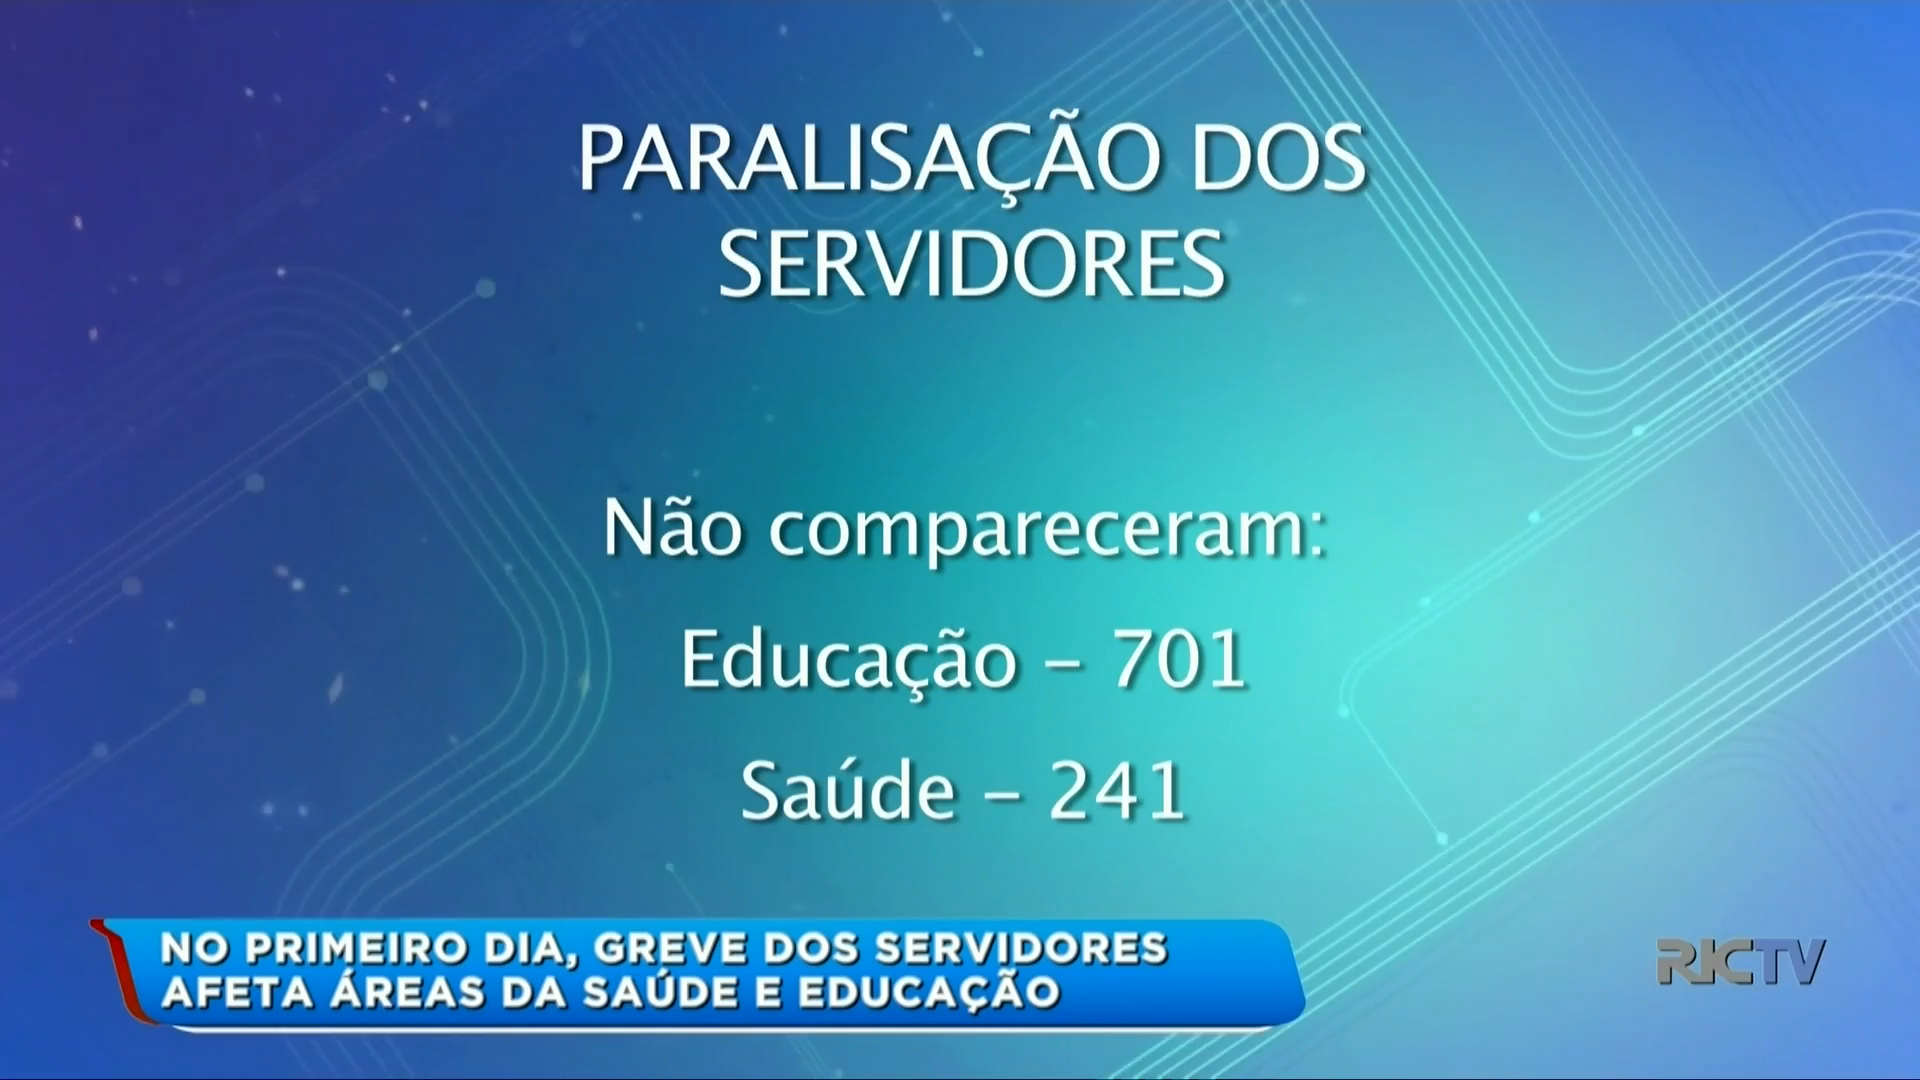 PARALISAÇÃO DOS
SERVIDORES
Não compareceram:
Educação – 701
Saúde – 241
NO PRIMEIRO DIA, GREVE DOS SERVIDORES
AFETA ÁREAS DA SAÚDE E EDUCAÇÃO
RICTV